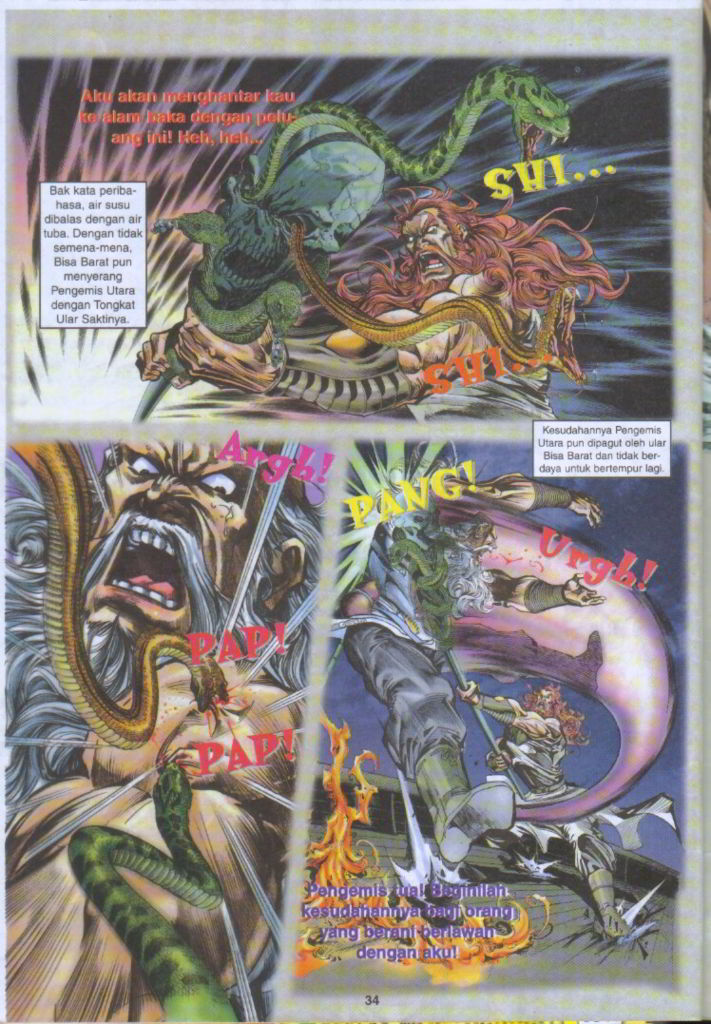 Aku akan menghantar kau
ke alam baka dengan pelu-
ang ini! Heh, heh...
SHI...
Bak kata periba-
hasa, air susu
dibalas dengan air
tuba. Dengan tidak
semena-mena,
Bisa Barat pun
menyerang
Pengemis Utara
dengan Tongkat
Ular Saktinya.
SHI...
Kesudahannya Pengemis
Utara pun dipagut oleh ular
Bisa Barat dan tidak ber-
daya untuk bertempur lagi.
Argh!
PAP!
PAP!
PANG!
Urgh!
Pengemis tua! Beginilah
kesudahannya bagi orang
yang berani berlawan
dengan aku!
34